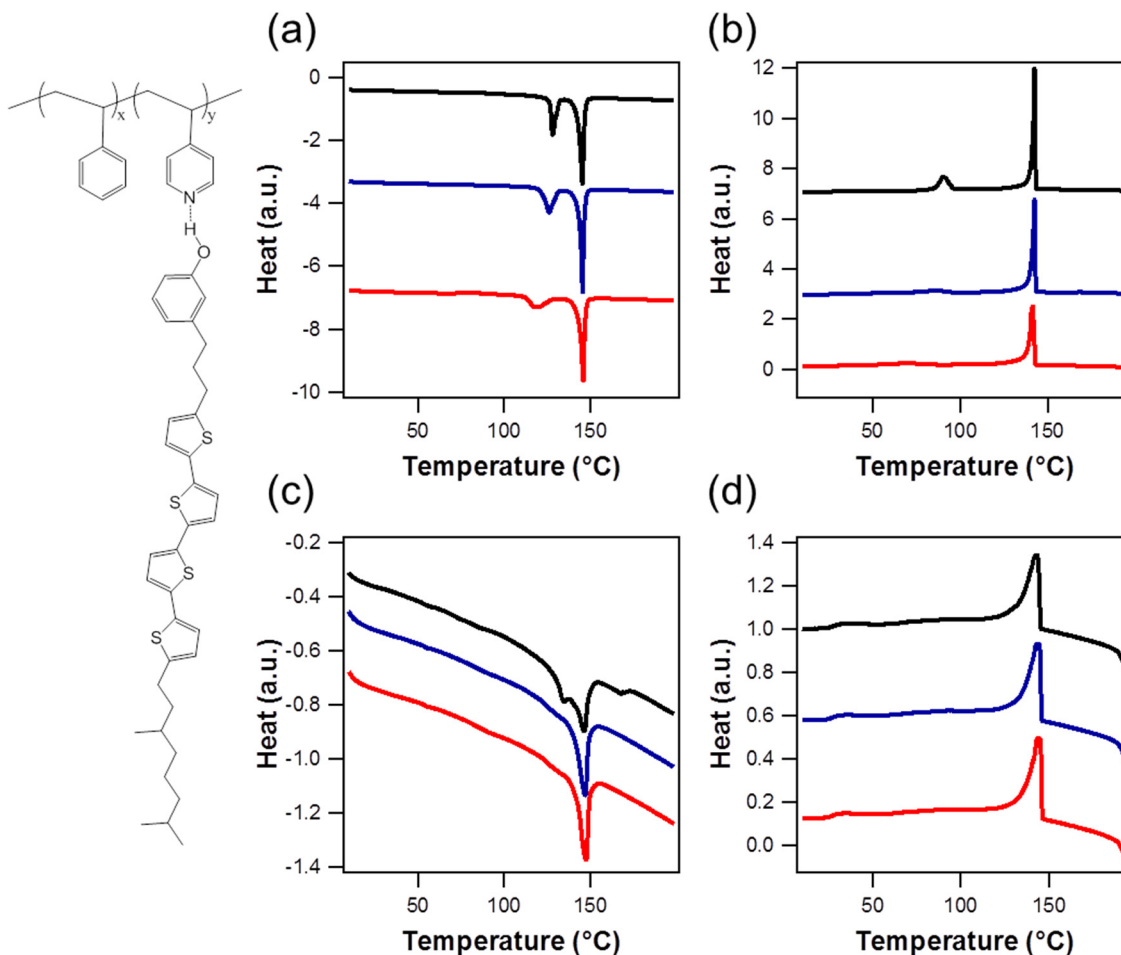 (a)
(b)
0
-2
-4
-6
-8
-10
Heat (a.u.)
50
100
150
Temperature (°C)
12
10
8
6
4
2
0
Heat (a.u.)
50
100
150
Temperature (°C)
x
y
N
H
O
S
S
S
S
(c)
(d)
-0.2
-0.4
-0.6
-0.8
-1.0
-1.2
-1.4
Heat (a.u.)
50
100
150
Temperature (°C)
1.4
1.2
1.0
0.8
0.6
0.4
0.2
0.0
Heat (a.u.)
50
100
150
Temperature (°C)